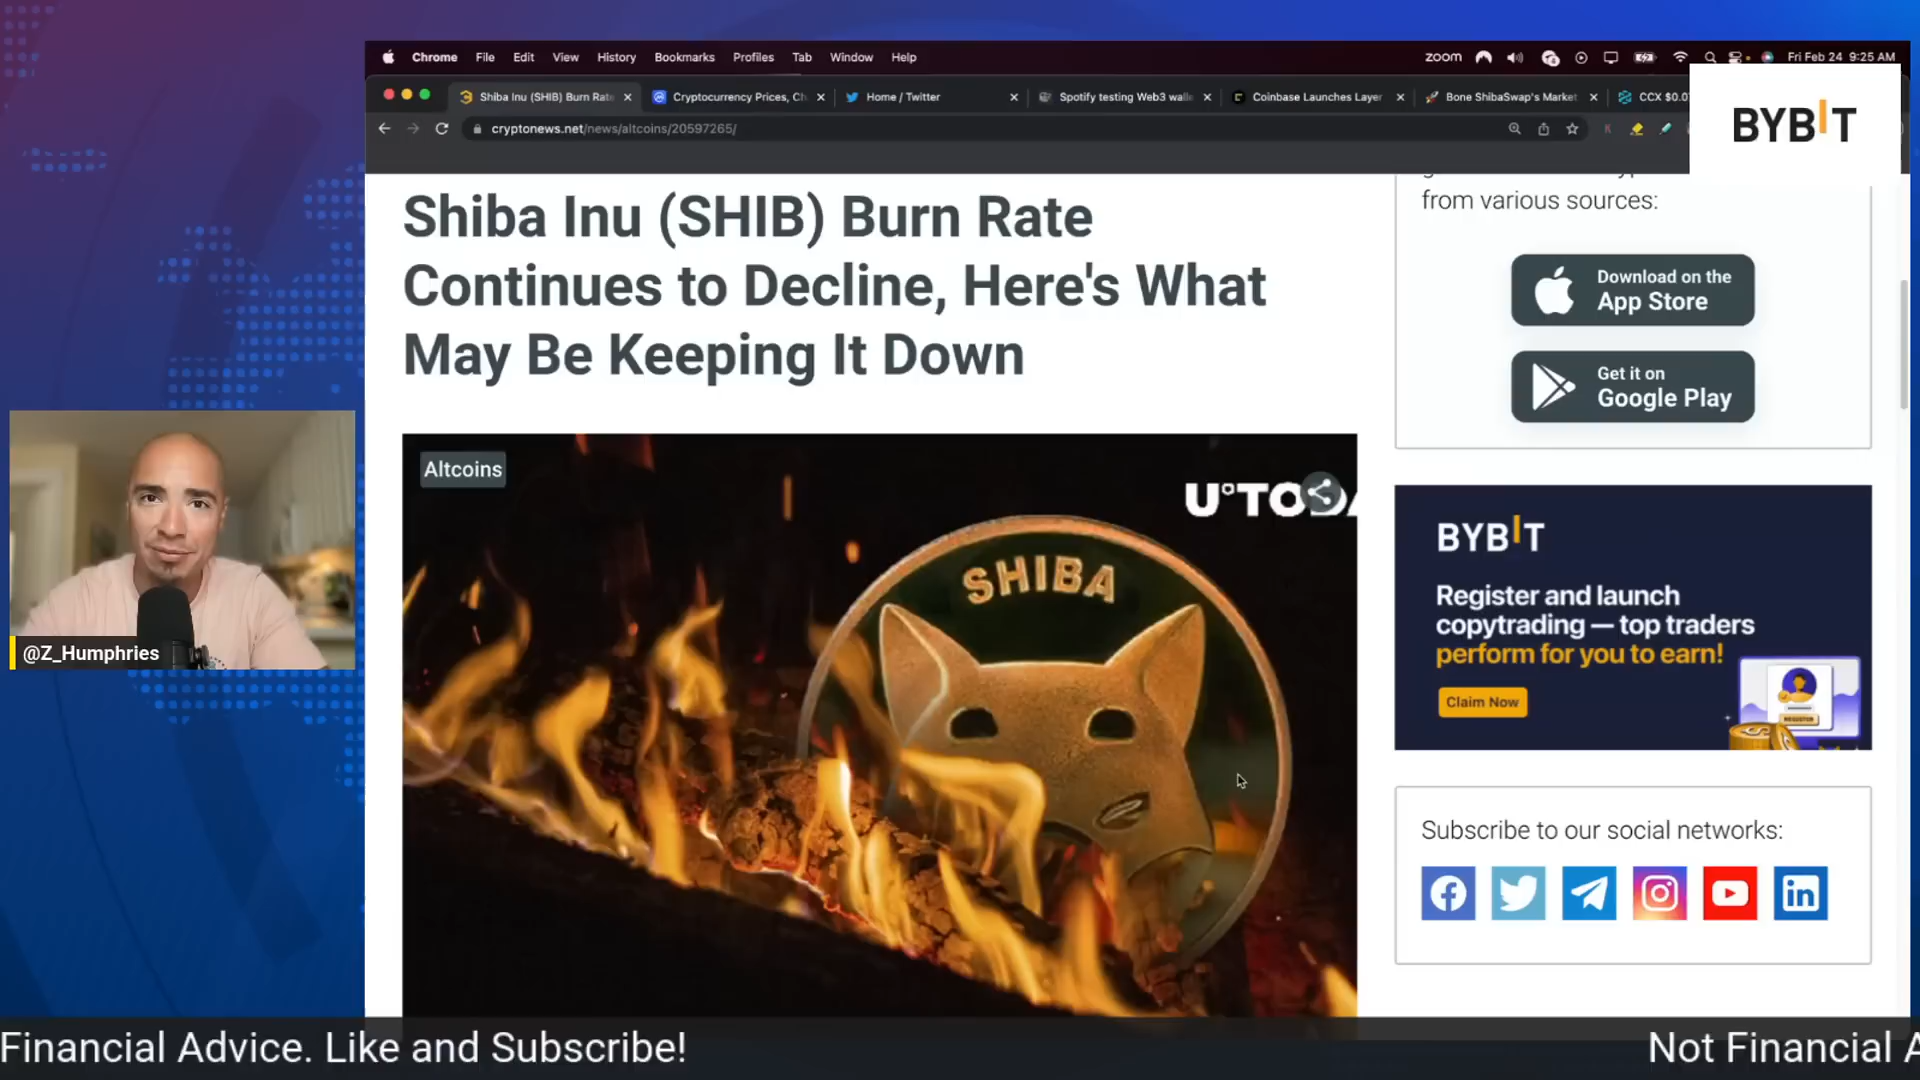 Chrome File Edit View History Bookmarks Profiles Tab Window Help
zoom Fri Feb 24 9:25 AM
Shiba Inu (SHIB) Burn Rate
Cryptocurrency Prices, Ch
Home / Twitter
Spotify testing Web3 walle
Coinbase Launches Layer
Bone ShibaSwap's Market
CCX $0.0
BYBIT
cryptonews.net/news/altcoins/20597265/
Shiba Inu (SHIB) Burn Rate
Continues to Decline, Here's What
May Be Keeping It Down
from various sources:
Download on the
App Store
Get it on
Google Play
Altcoins
U°TODA
SHIBA
BYBIT
Register and launch
copytrading — top traders
perform for you to earn!
Claim Now
REGISTER
@Z_Humphries
Subscribe to our social networks:
Financial Advice. Like and Subscribe!
Not Financial A